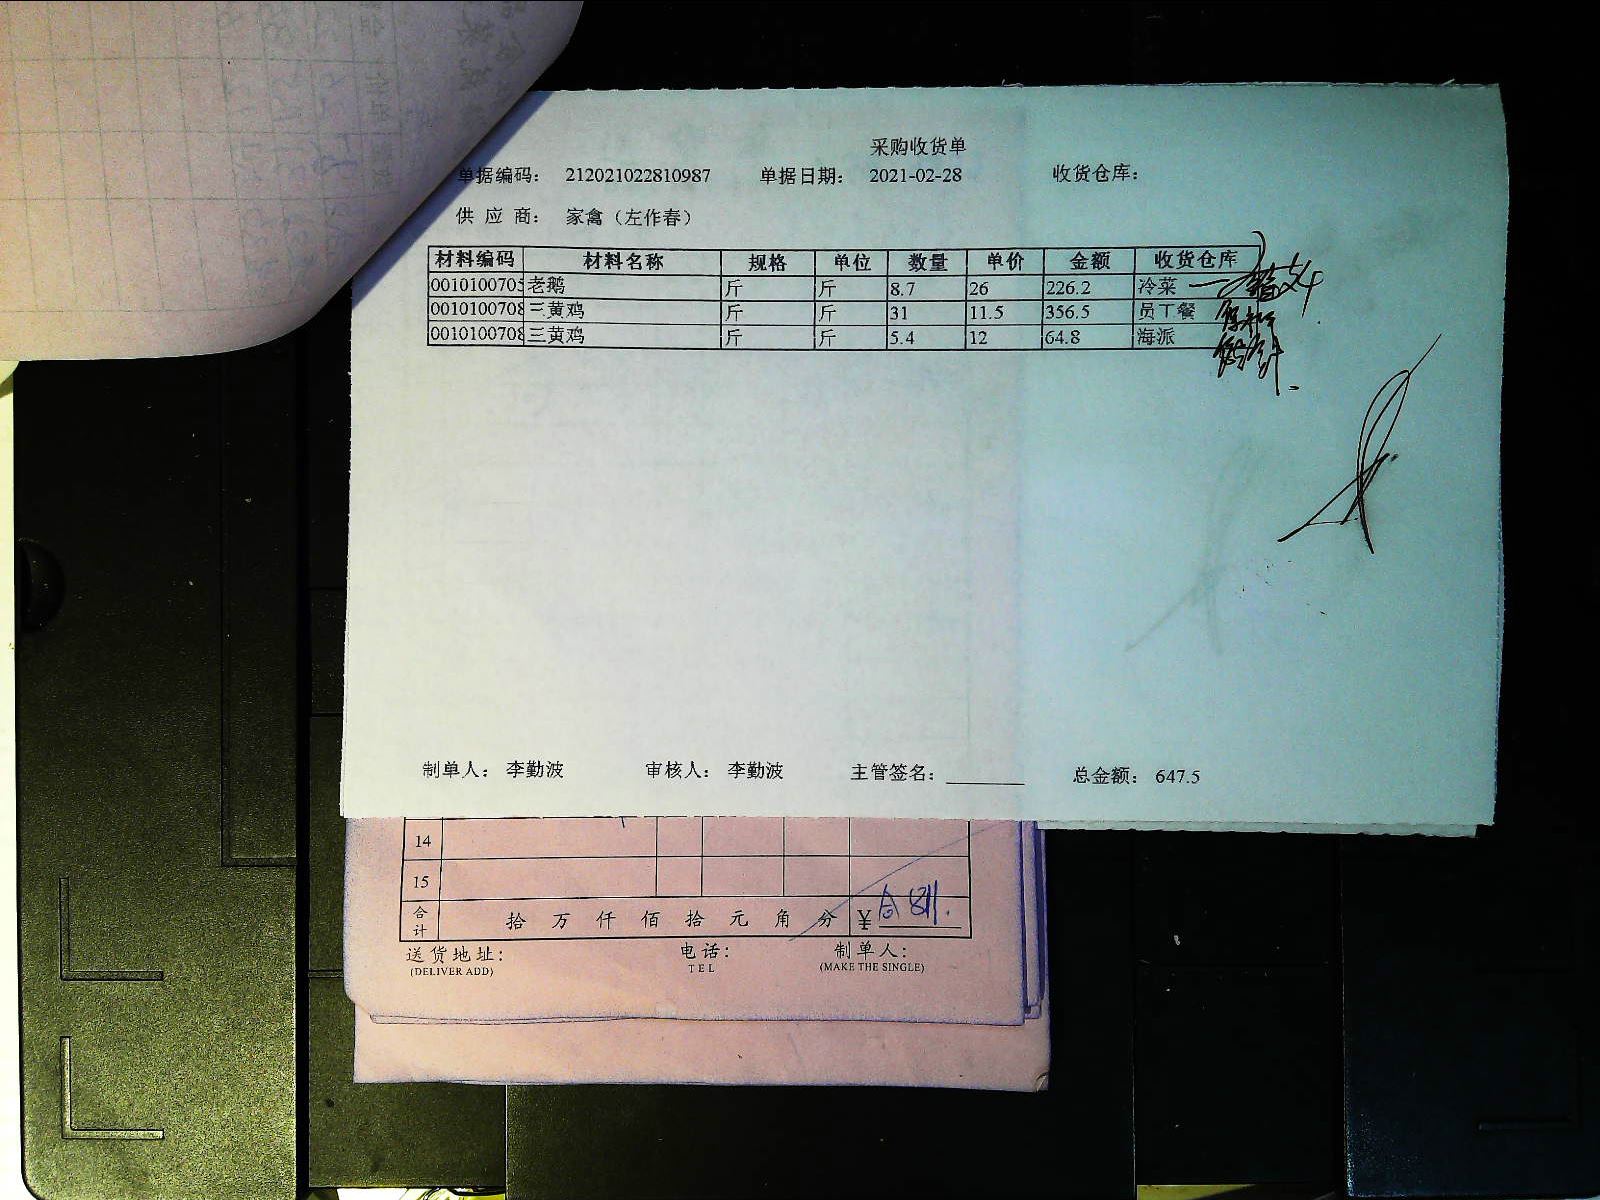 采购收货单
单据编码： 212021022810987 单据日期： 2021-02-28 收货仓库：
供 应 商： 家禽（左作春）
材料编码 材料名称 规格 单位 数量 单价 金额 收货仓库
0010100705 老鹅 斤 斤 8.7 26 226.2 冷菜
0010100708 三黄鸡 斤 斤 31 11.5 356.5 员工餐
0010100708 三黄鸡 斤 斤 5.4 12 64.8 海派
制单人： 李勤波 审核人： 李勤波 主管签名： 总金额： 647.5
14
15
合计 拾 万 仟 佰 拾 元 角 分 ¥
送货地址： 电话： 制单人：
(DELIVER ADD) TEL (MAKE THE SINGLE)